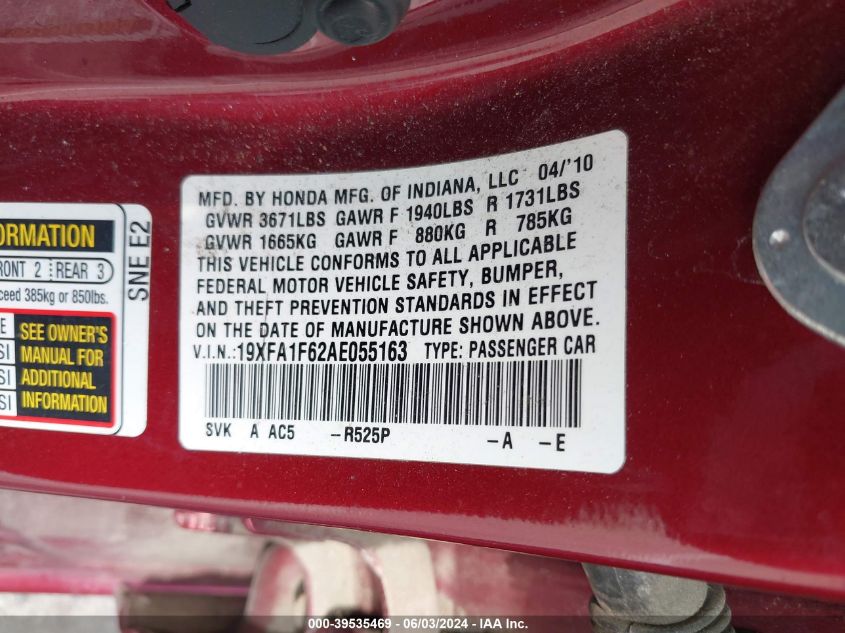 MFD. BY HONDA MFG. OF INDIANA, LLC 04/'10
GVWR 3671LBS GAWR F 1940LBS R 1731LBS
GVWR 1665KG GAWR F 880KG R 785KG
THIS VEHICLE CONFORMS TO ALL APPLICABLE
FEDERAL MOTOR VEHICLE SAFETY, BUMPER,
AND THEFT PREVENTION STANDARDS IN EFFECT
ON THE DATE OF MANUFACTURE SHOWN ABOVE.
V.I.N.:19XFA1F62AE055163 TYPE: PASSENGER CAR
SVK A AC5 -R525P -A -E
ORMATION
RONT 2 REAR 3
ceed 385kg or 850lbs.
E
SI
SI
SI
SEE OWNER'S
MANUAL FOR
ADDITIONAL
INFORMATION
SNE E2
000-39535469 - 06/03/2024 - IAA Inc.